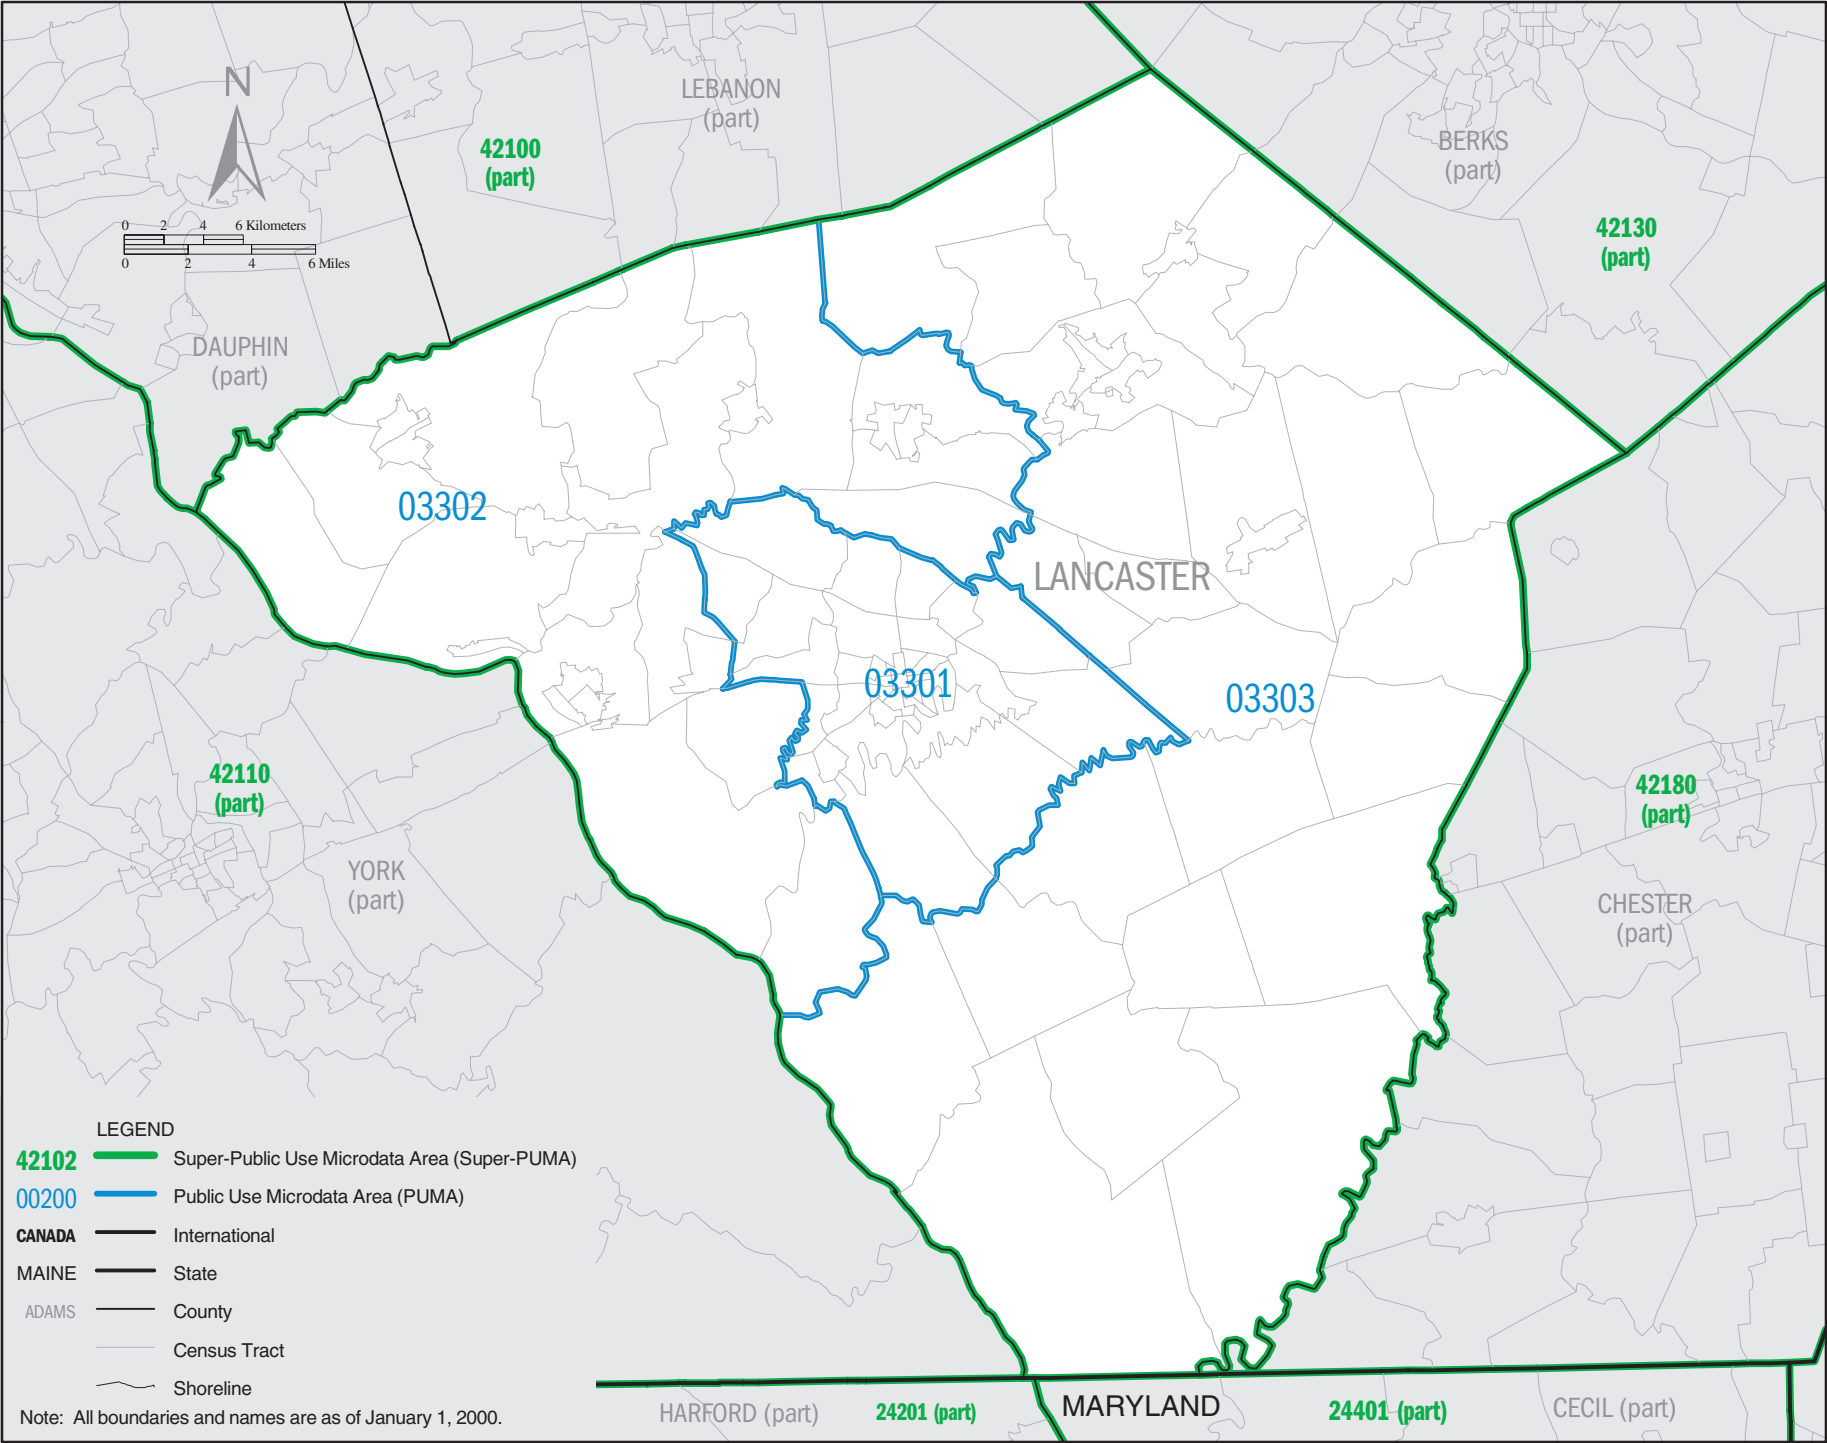 N
LEBANON
(part)
42100
(part)
BERKS
(part)
0 2 4 6 Kilometers
0 2 4 6 Miles
42130
(part)
DAUPHIN
(part)
03302
LANCASTER
03301
03303
42110
(part)
42180
(part)
YORK
(part)
CHESTER
(part)
LEGEND
42102 Super-Public Use Microdata Area (Super-PUMA)
00200 Public Use Microdata Area (PUMA)
CANADA International
MAINE State
ADAMS County
Census Tract
Shoreline
Note: All boundaries and names are as of January 1, 2000.
HARFORD (part)
24201 (part)
MARYLAND
24401 (part)
CECIL (part)